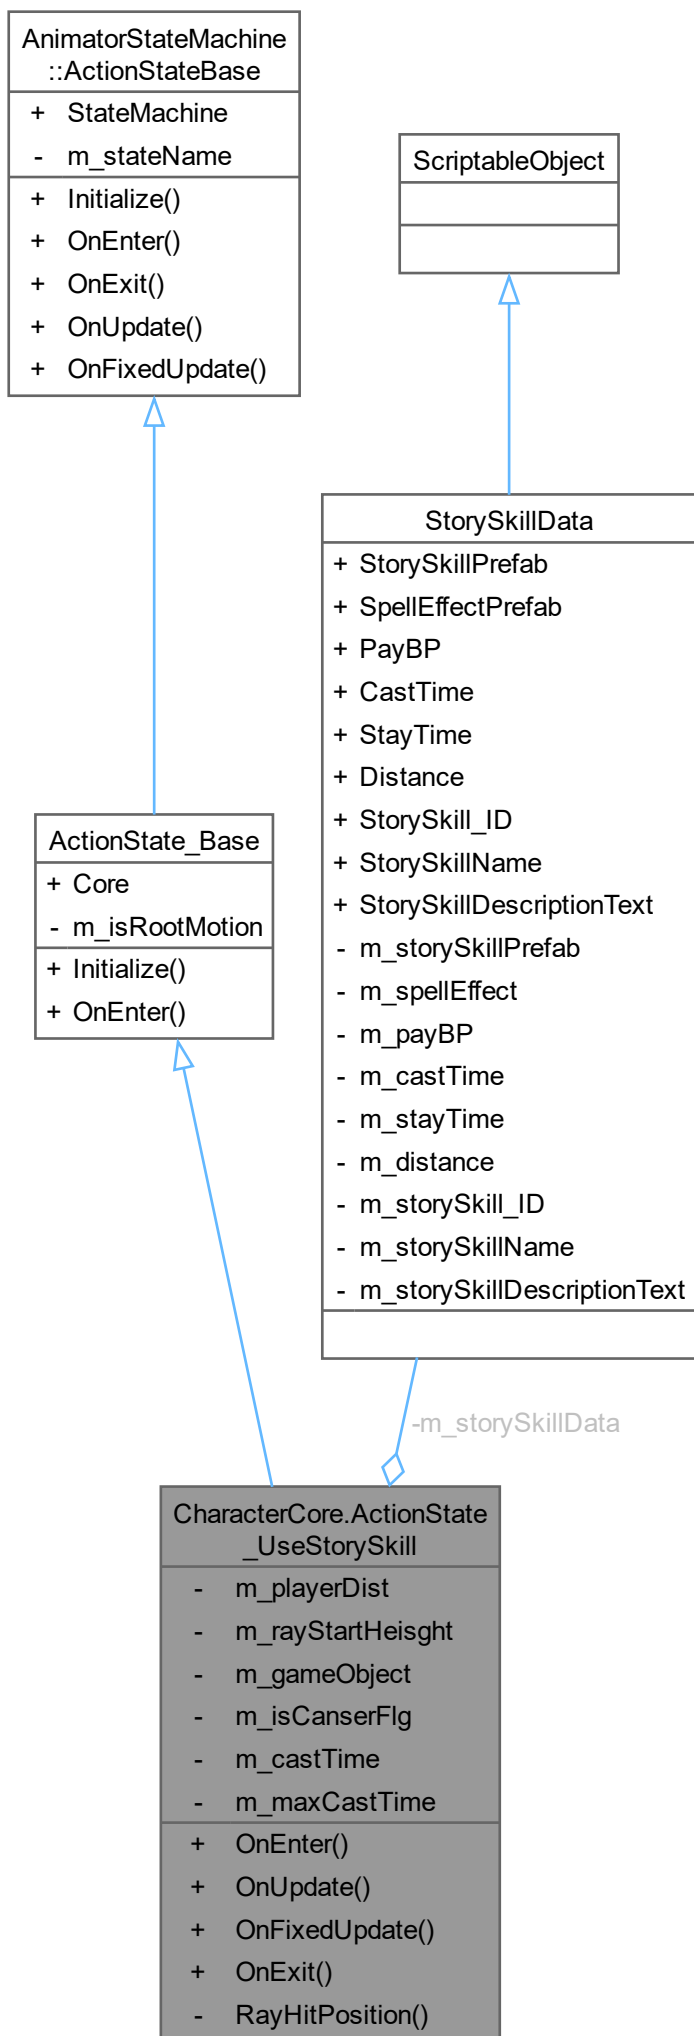 AnimatorStateMachine
::ActionStateBase
+ StateMachine
- m_stateName
+ Initialize()
+ OnEnter()
+ OnExit()
+ OnUpdate()
+ OnFixedUpdate()
ScriptableObject
StorySkillData
+ StorySkillPrefab
+ SpellEffectPrefab
+ PayBP
+ CastTime
+ StayTime
+ Distance
+ StorySkill_ID
+ StorySkillName
+ StorySkillDescriptionText
- m_storySkillPrefab
- m_spellEffect
- m_payBP
- m_castTime
- m_stayTime
- m_distance
- m_storySkill_ID
- m_storySkillName
- m_storySkillDescriptionText
ActionState_Base
+ Core
- m_isRootMotion
+ Initialize()
+ OnEnter()
-m_storySkillData
CharacterCore.ActionState
_UseStorySkill
- m_playerDist
- m_rayStartHeisght
- m_gameObject
- m_isCanserFlg
- m_castTime
- m_maxCastTime
+ OnEnter()
+ OnUpdate()
+ OnFixedUpdate()
+ OnExit()
- RayHitPosition()